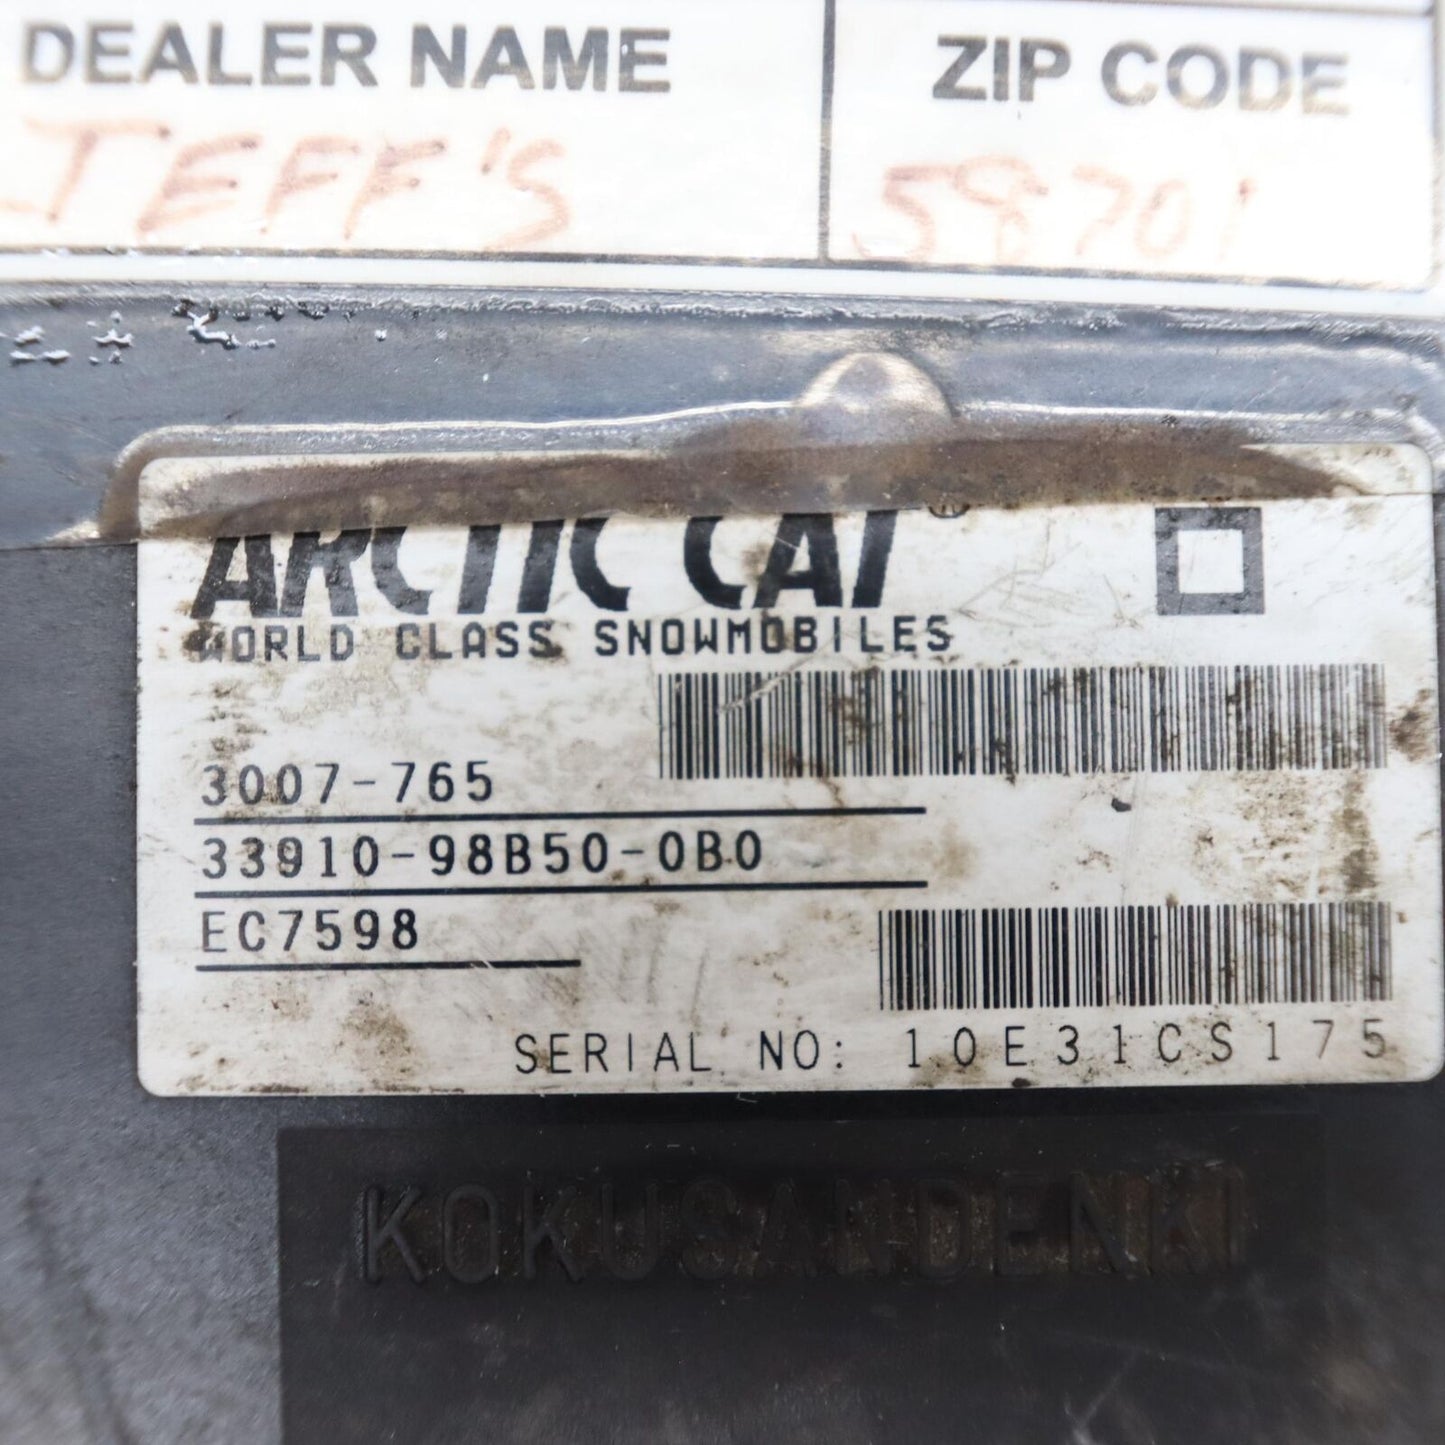 DEALER NAME ZIP CODE
JEFF'S 58701
ARCTIC CAT®
WORLD CLASS SNOWMOBILES
3007-765
33910-98B50-0B0
EC7598
SERIAL NO: 10E31CS175
KOKUSANDENKI